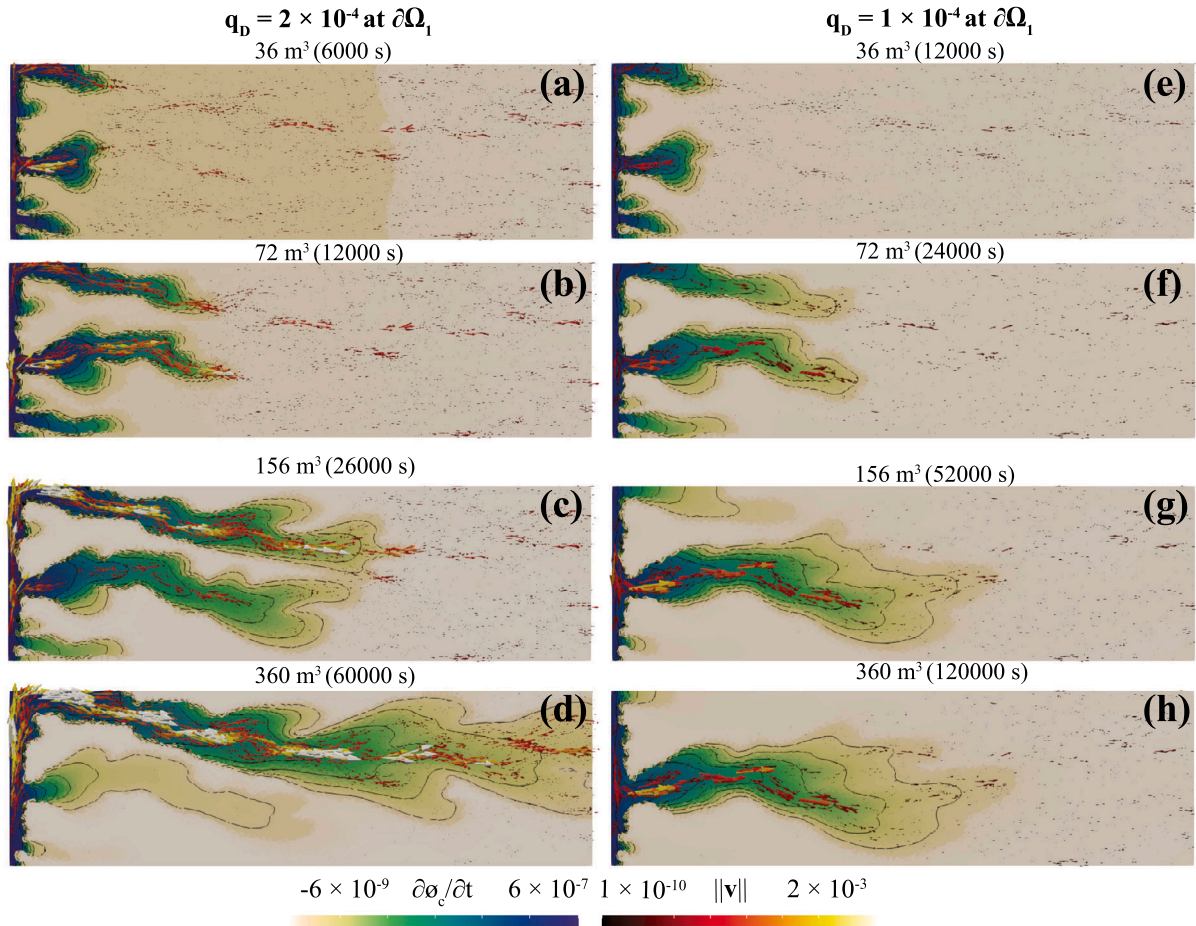 q_D = 2 × 10⁻⁴ at ∂Ω₁
q_D = 1 × 10⁻⁴ at ∂Ω₁
36 m³ (6000 s)
36 m³ (12000 s)
(a)
(e)
72 m³ (12000 s)
72 m³ (24000 s)
(b)
(f)
156 m³ (26000 s)
156 m³ (52000 s)
(c)
(g)
360 m³ (60000 s)
360 m³ (120000 s)
(d)
(h)
-6 × 10⁻⁹ ∂ø_c/∂t 6 × 10⁻⁷
1 × 10⁻¹⁰ ||v|| 2 × 10⁻³